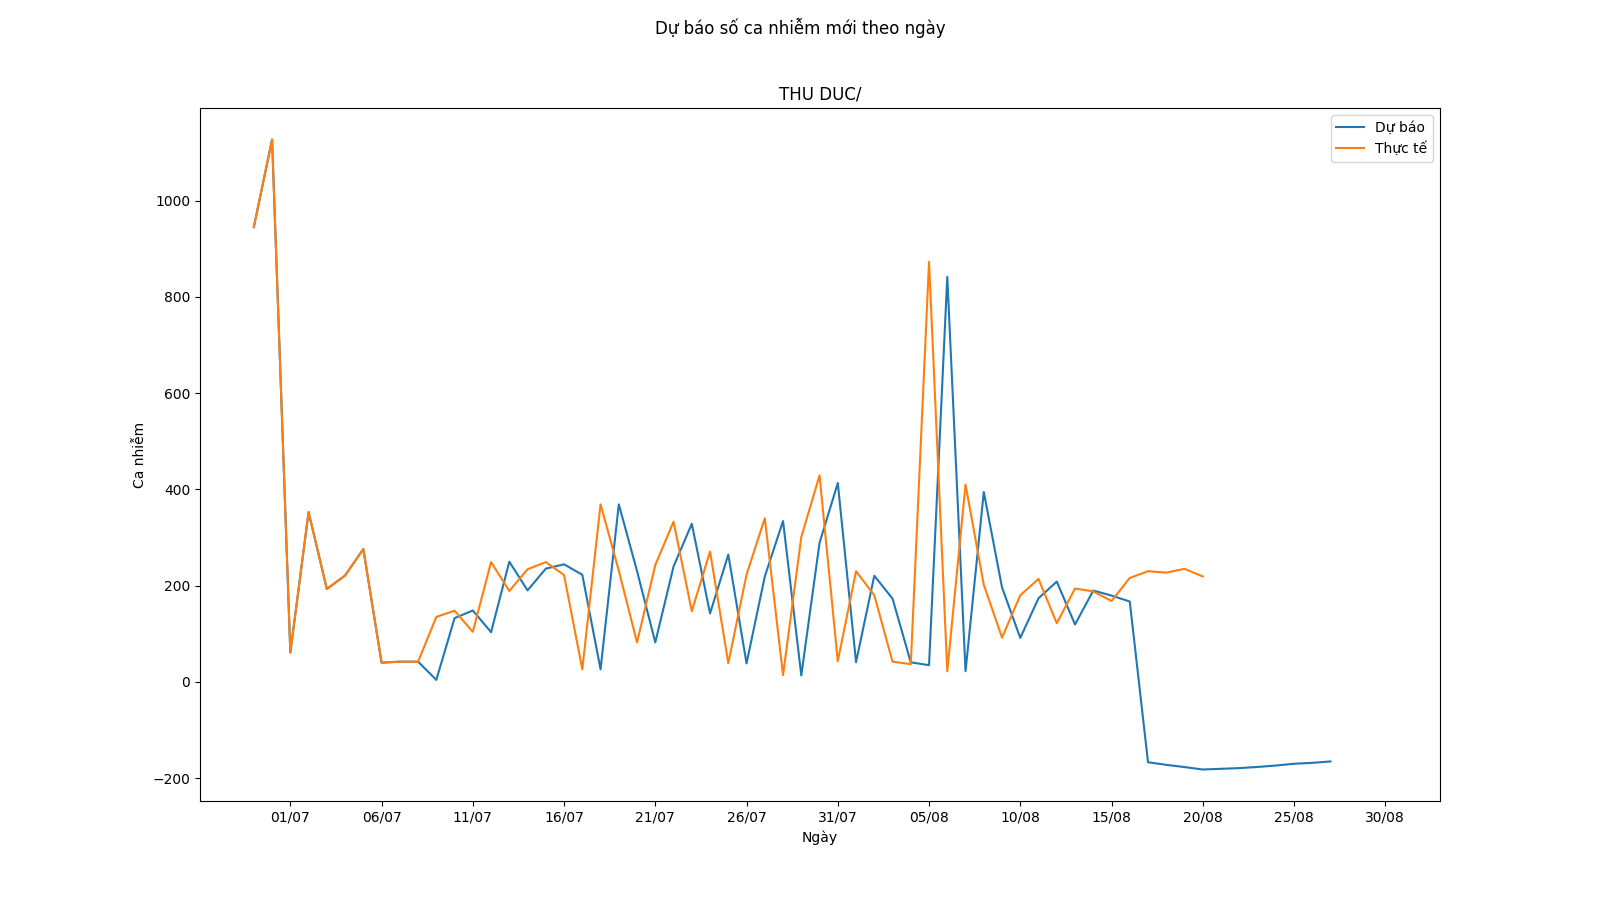 Dự báo số ca nhiễm mới theo ngày
THU DUC/
Dự báo
Thực tế
1000
800
600
400
200
0
−200
Ca nhiễm
01/07 06/07 11/07 16/07 21/07 26/07 31/07 05/08 10/08 15/08 20/08 25/08 30/08
Ngày